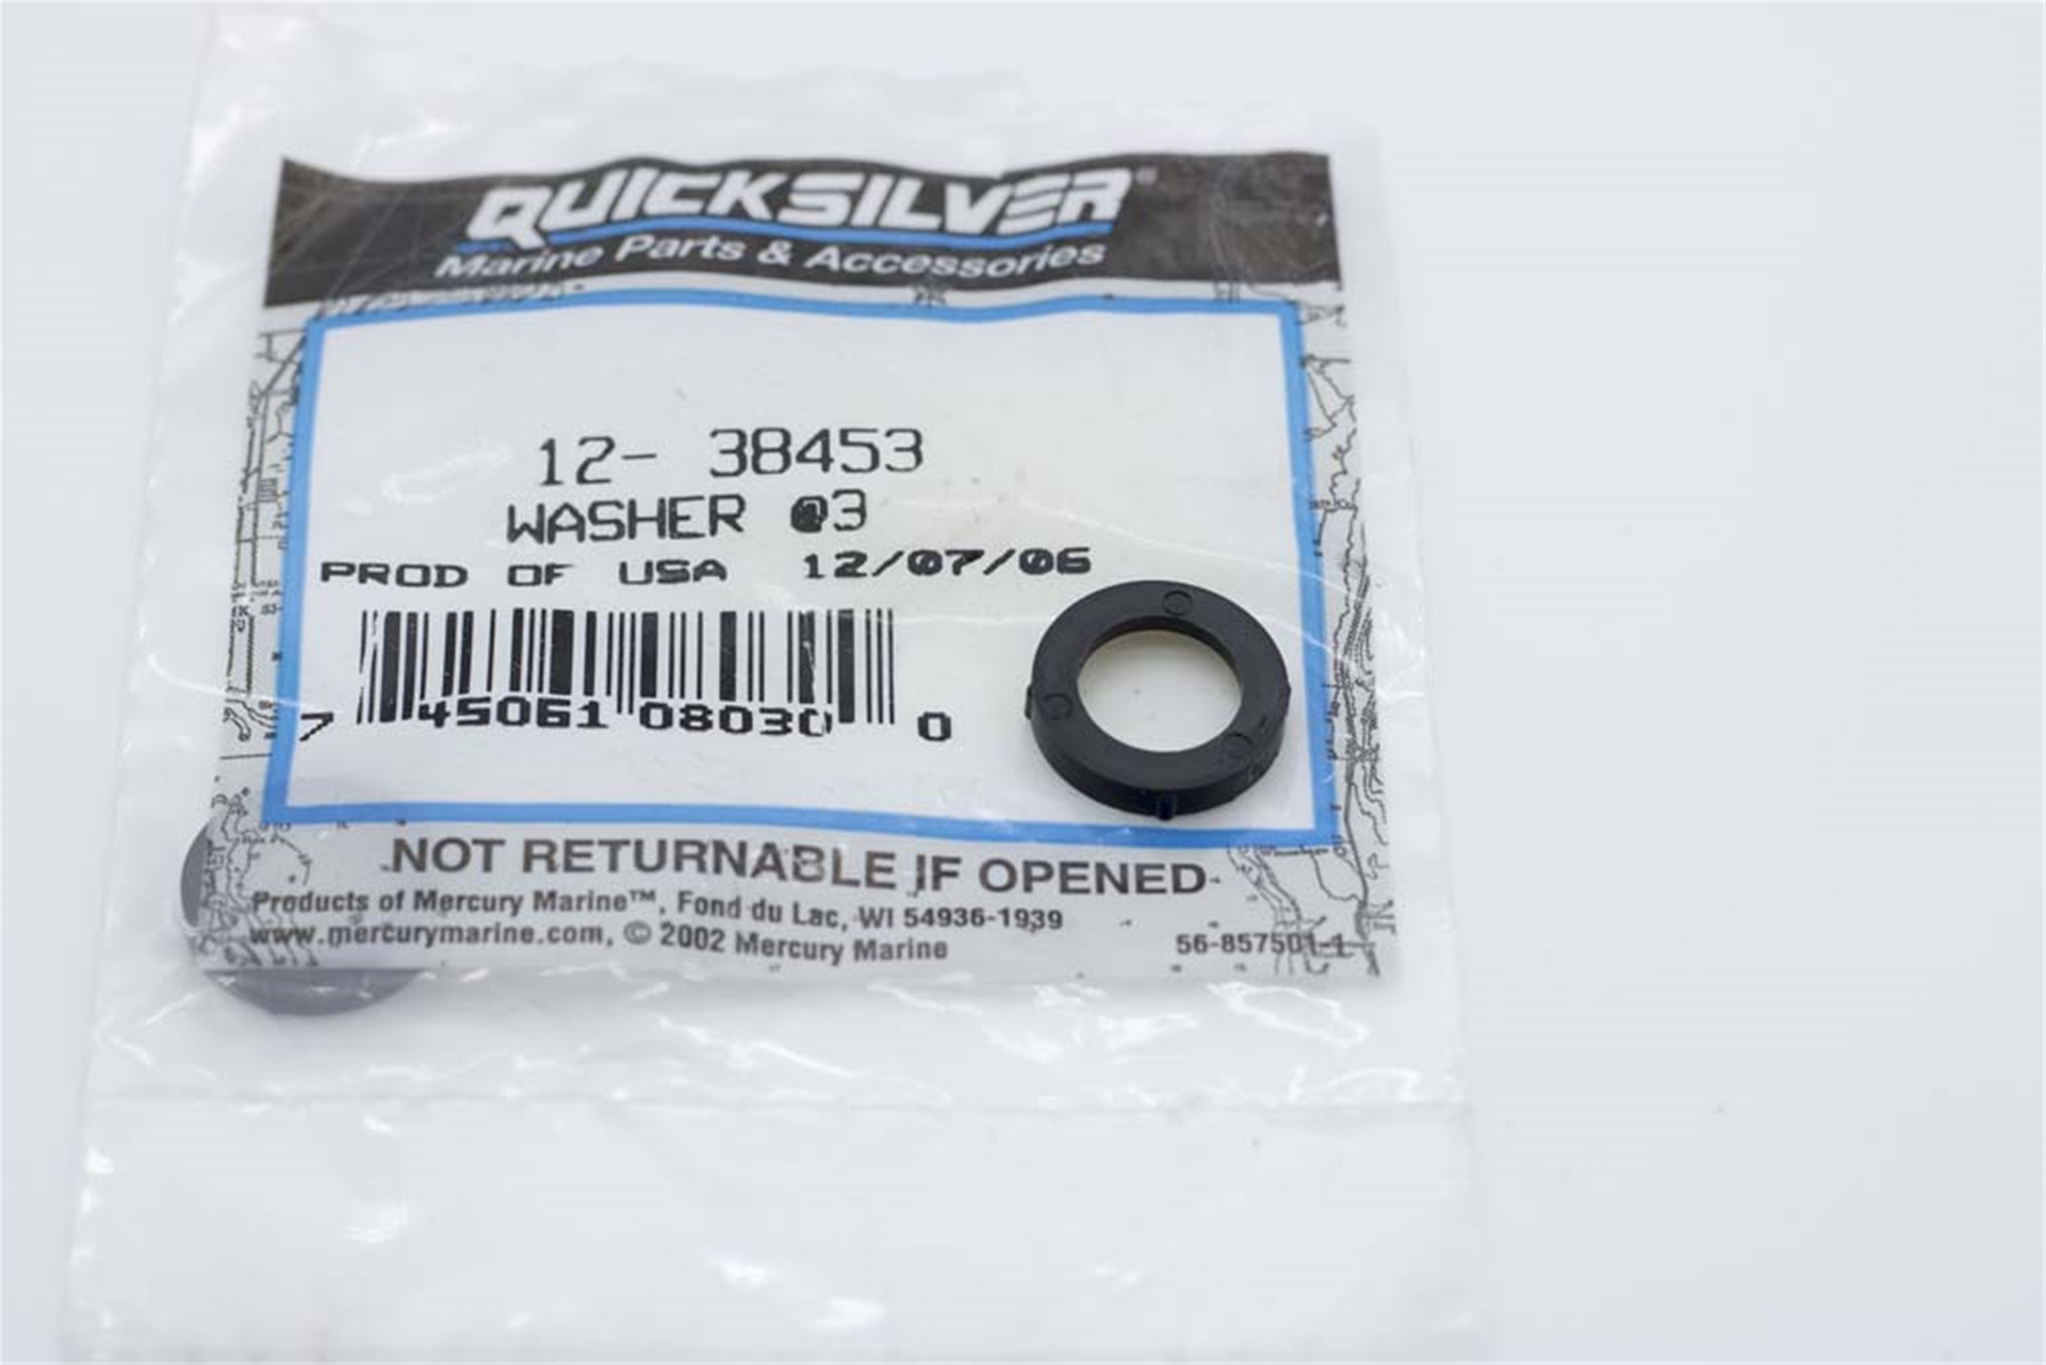 QUICKSILVER®
Marine Parts & Accessories
12- 38453
WASHER @3
PROD OF USA 12/07/06
7 45061 08030 0
NOT RETURNABLE IF OPENED
Products of Mercury Marine™, Fond du Lac, WI 54936-1939
www.mercurymarine.com, © 2002 Mercury Marine
56-857501-1